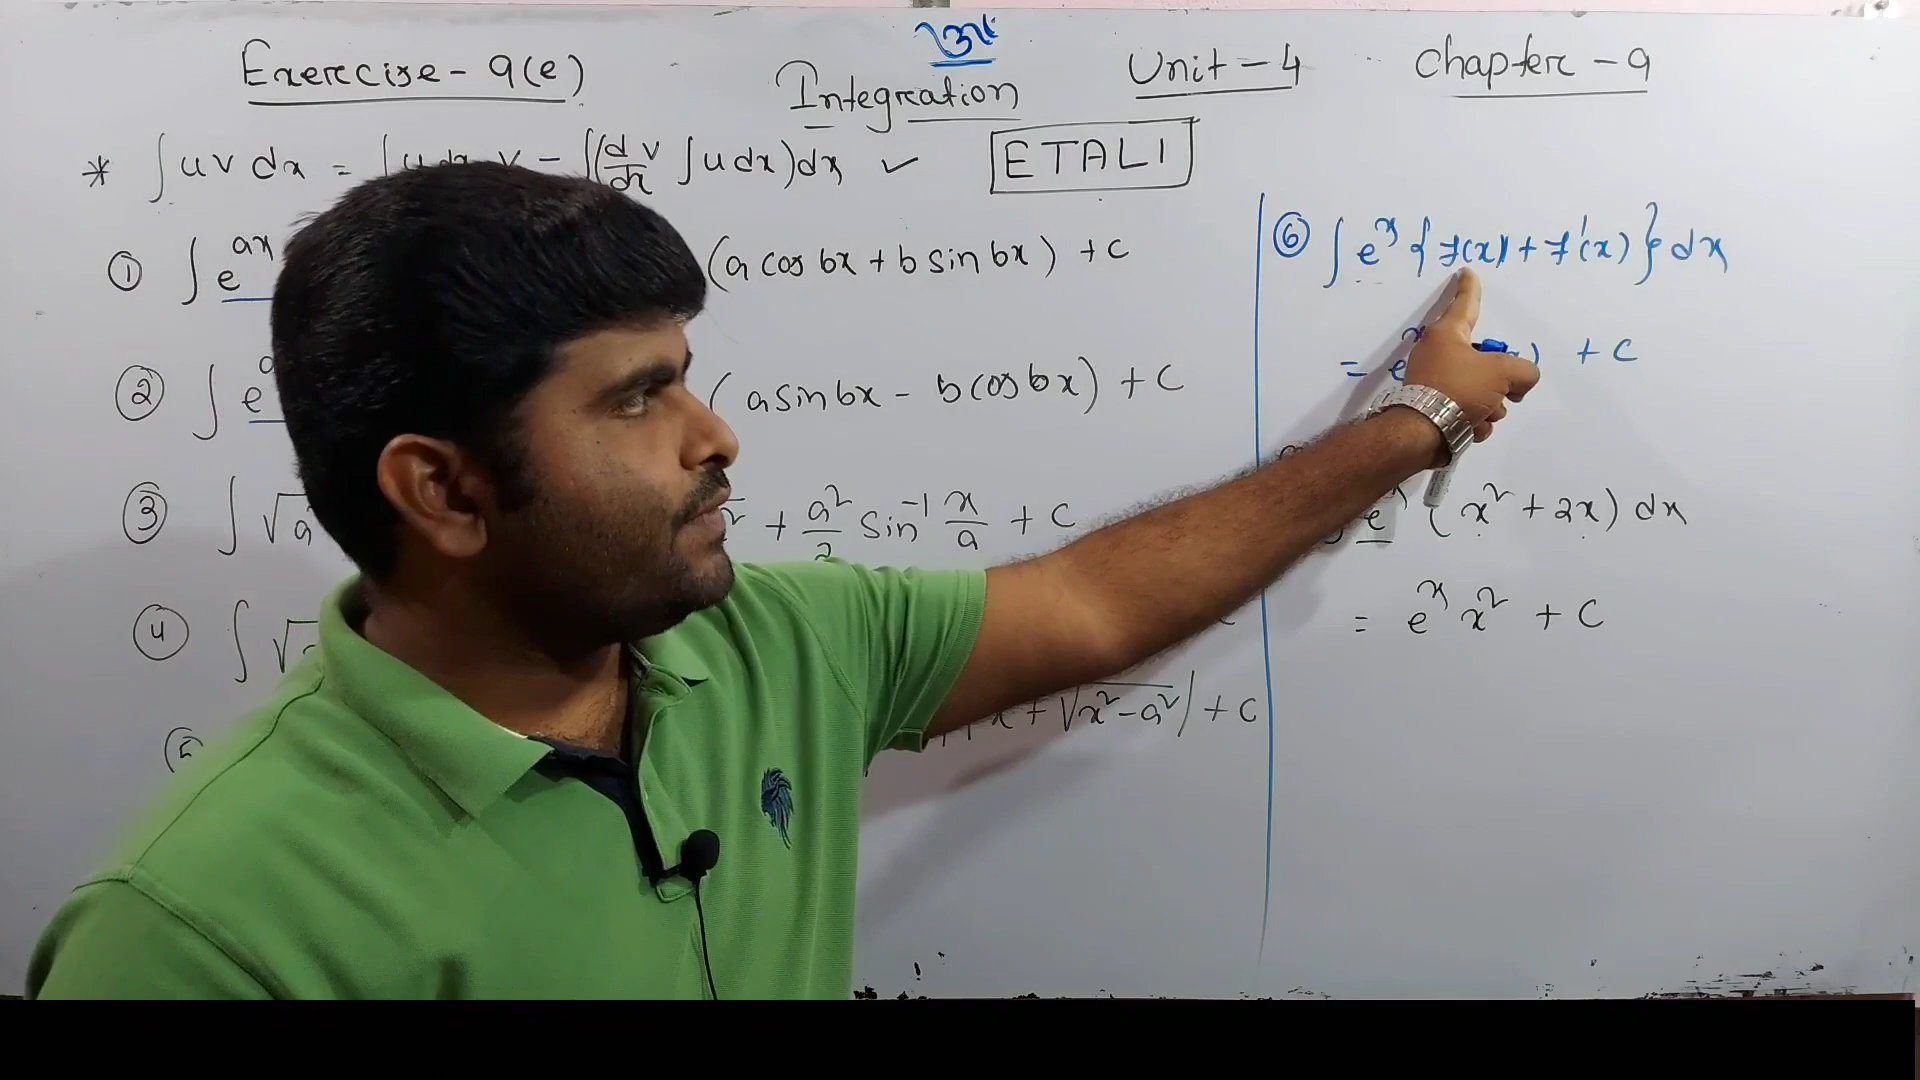 Exercise - 9(e)
Integration
Unit - 4
Chapter - 9
* ∫ u v dx = ∫ u dx v - ∫(d/dx v ∫u dx)dx ✓
ETALI
① ∫ e^ax (a cos bx + b sin bx) + c
② ∫ e (a sin bx - b cos bx) + c
③ ∫ √a + a²/2 sin⁻¹ x/a + c
④ ∫ √
⑤ x + √x²-a²| + c
⑥ ∫ e^x { f(x) + f'(x) } dx
= e^x + c
e (x² + 2x) dx
= e^x x² + c